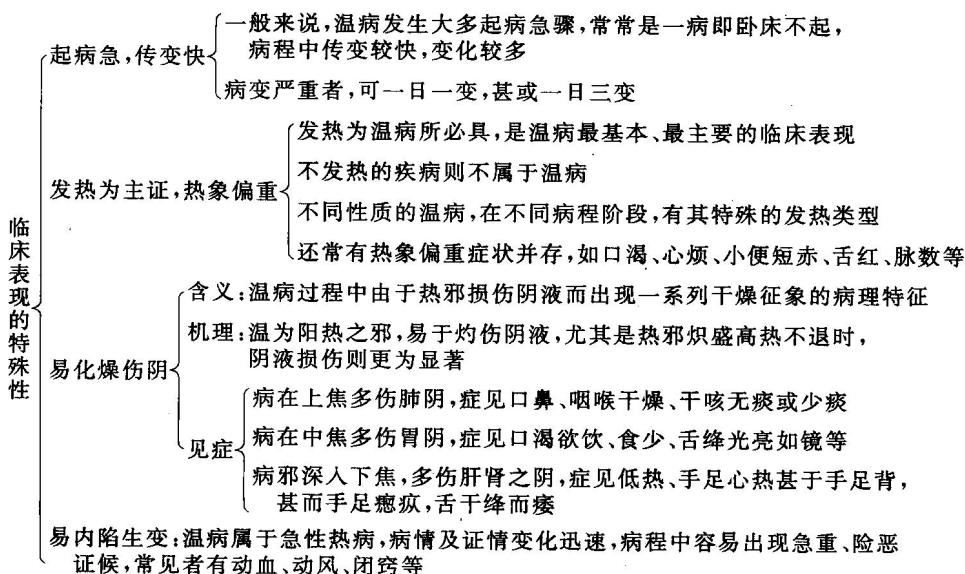 临床表现的特殊性
起病急,传变快
一般来说,温病发生大多起病急骤,常常是一病即卧床不起,
病程中传变较快,变化较多
病变严重者,可一日一变,甚或一日三变
发热为主证,热象偏重
发热为温病所必具,是温病最基本、最主要的临床表现
不发热的疾病则不属于温病
不同性质的温病,在不同病程阶段,有其特殊的发热类型
还常有热象偏重症状并存,如口渴、心烦、小便短赤、舌红、脉数等
易化燥伤阴
含义:温病过程中由于热邪损伤阴液而出现一系列干燥征象的病理特征
机理:温为阳热之邪,易于灼伤阴液,尤其是热邪炽盛高热不退时,
阴液损伤则更为显著
见症
病在上焦多伤肺阴,症见口鼻、咽喉干燥、干咳无痰或少痰
病在中焦多伤胃阴,症见口渴欲饮、食少、舌绛光亮如镜等
病邪深入下焦,多伤肝肾之阴,症见低热、手足心热甚于手足背,
甚而手足瘛疭,舌干绛而痿
易内陷生变:温病属于急性热病,病情及证情变化迅速,病程中容易出现急重、险恶
证候,常见者有动血、动风、闭窍等